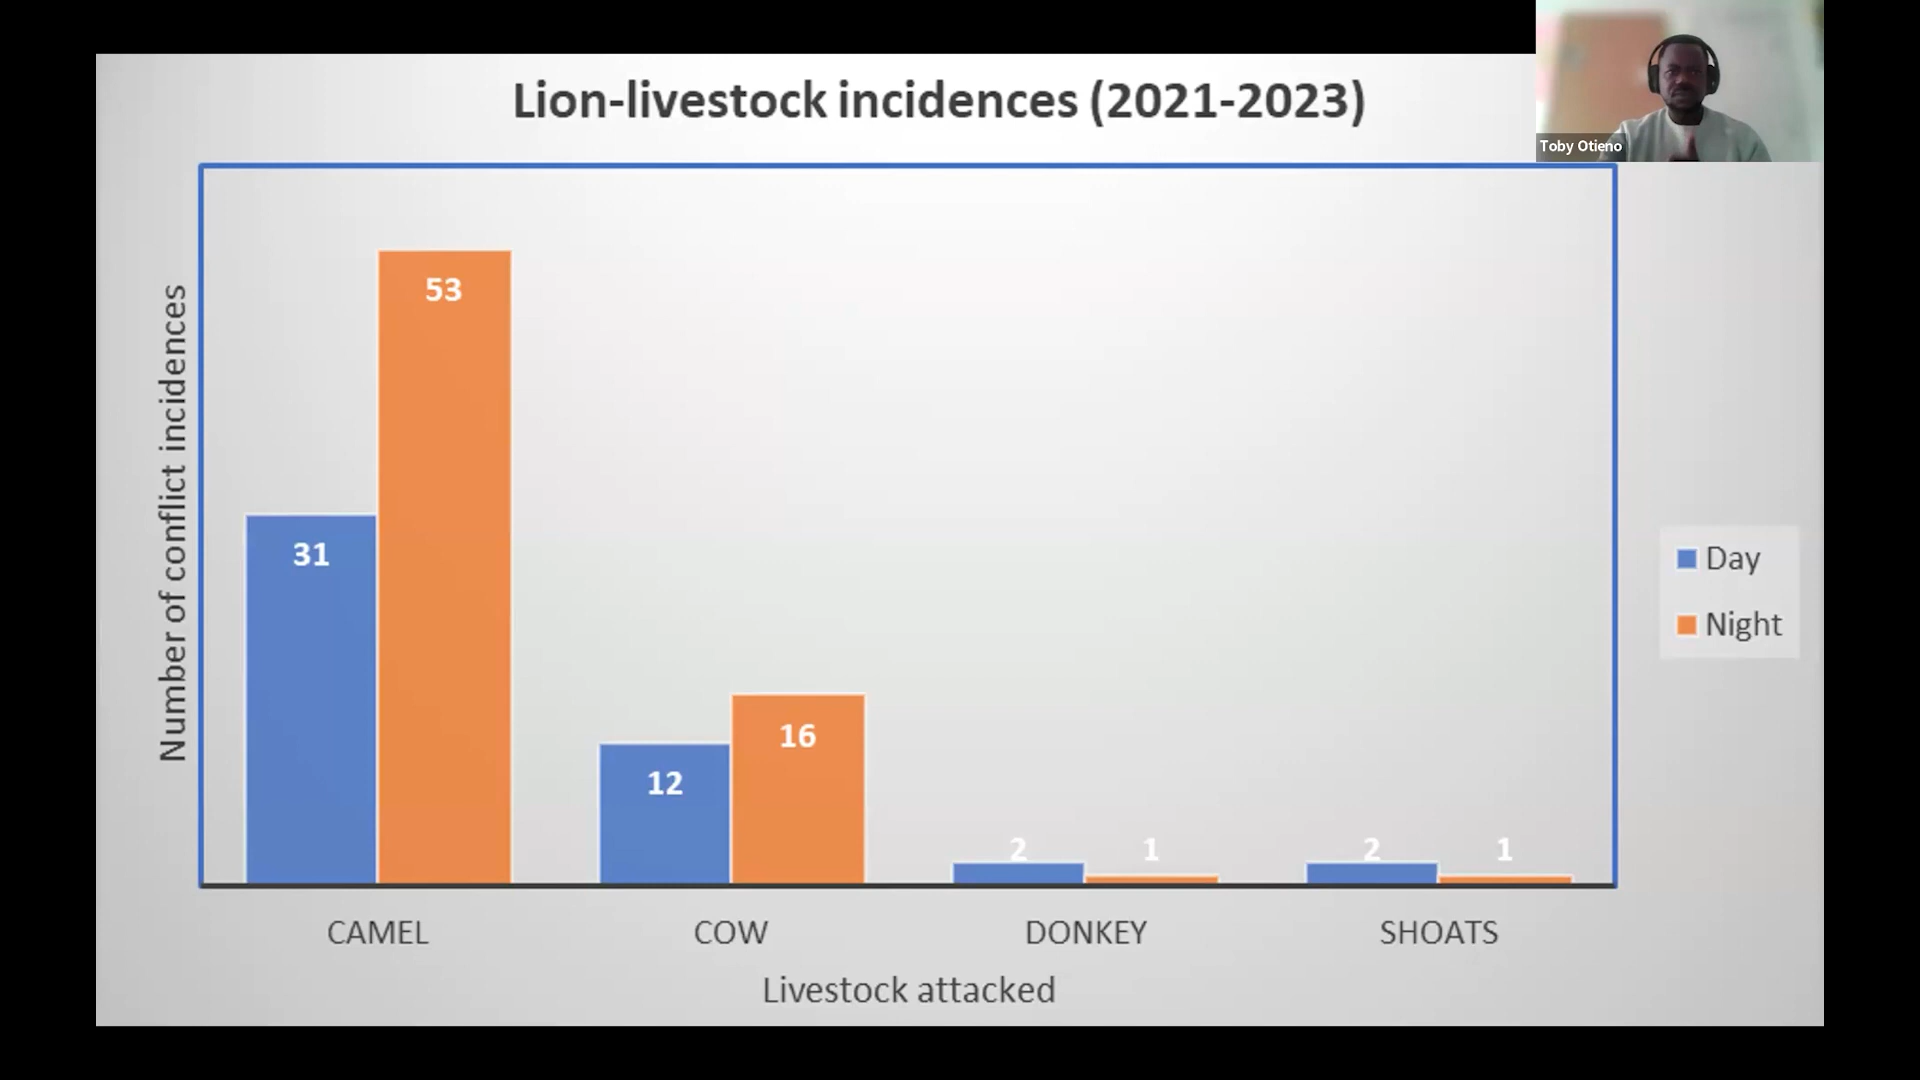 Lion-livestock incidences (2021-2023)
Toby Otieno
Number of conflict incidences
53
31
16
12
2
1
2
1
Day
Night
CAMEL
COW
DONKEY
SHOATS
Livestock attacked